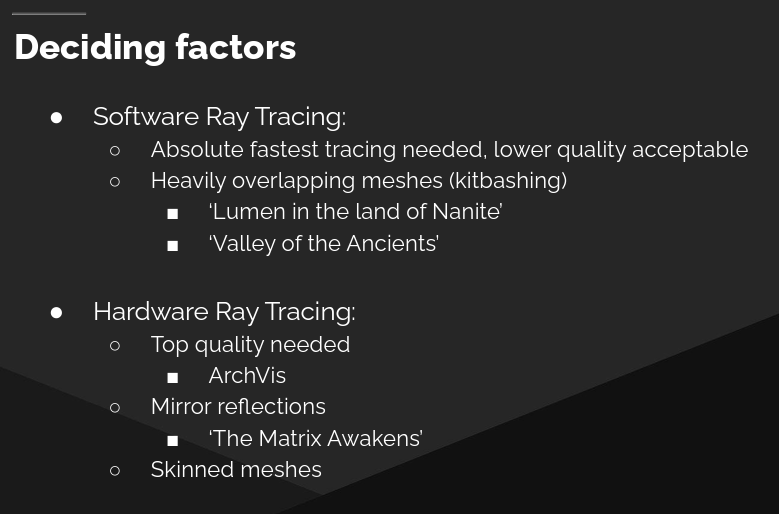 Deciding factors
● Software Ray Tracing:
○ Absolute fastest tracing needed, lower quality acceptable
○ Heavily overlapping meshes (kitbashing)
■ ‘Lumen in the land of Nanite’
■ ‘Valley of the Ancients’
● Hardware Ray Tracing:
○ Top quality needed
■ ArchVis
○ Mirror reflections
■ ‘The Matrix Awakens’
○ Skinned meshes